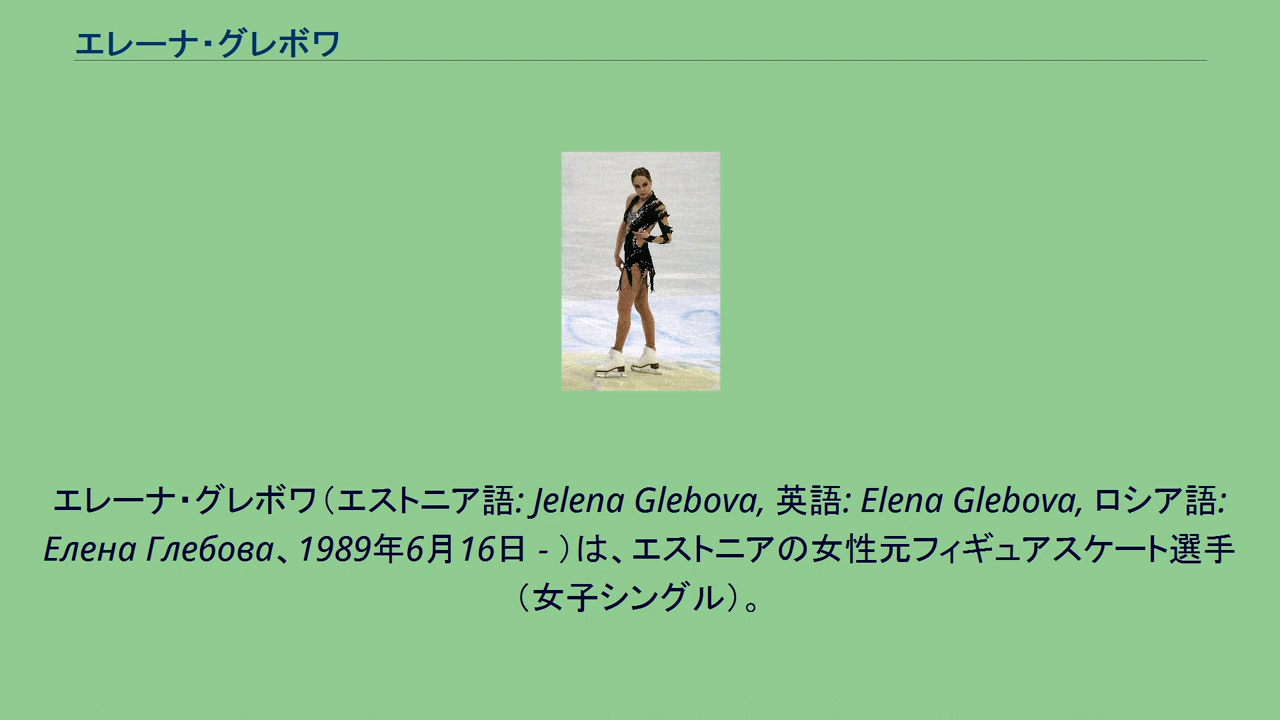 エレーナ・グレボワ
エレーナ・グレボワ（エストニア語: Jelena Glebova, 英語: Elena Glebova, ロシア語:
Елена Глебова、1989年6月16日 - ）は、エストニアの女性元フィギュアスケート選手
（女子シングル）。